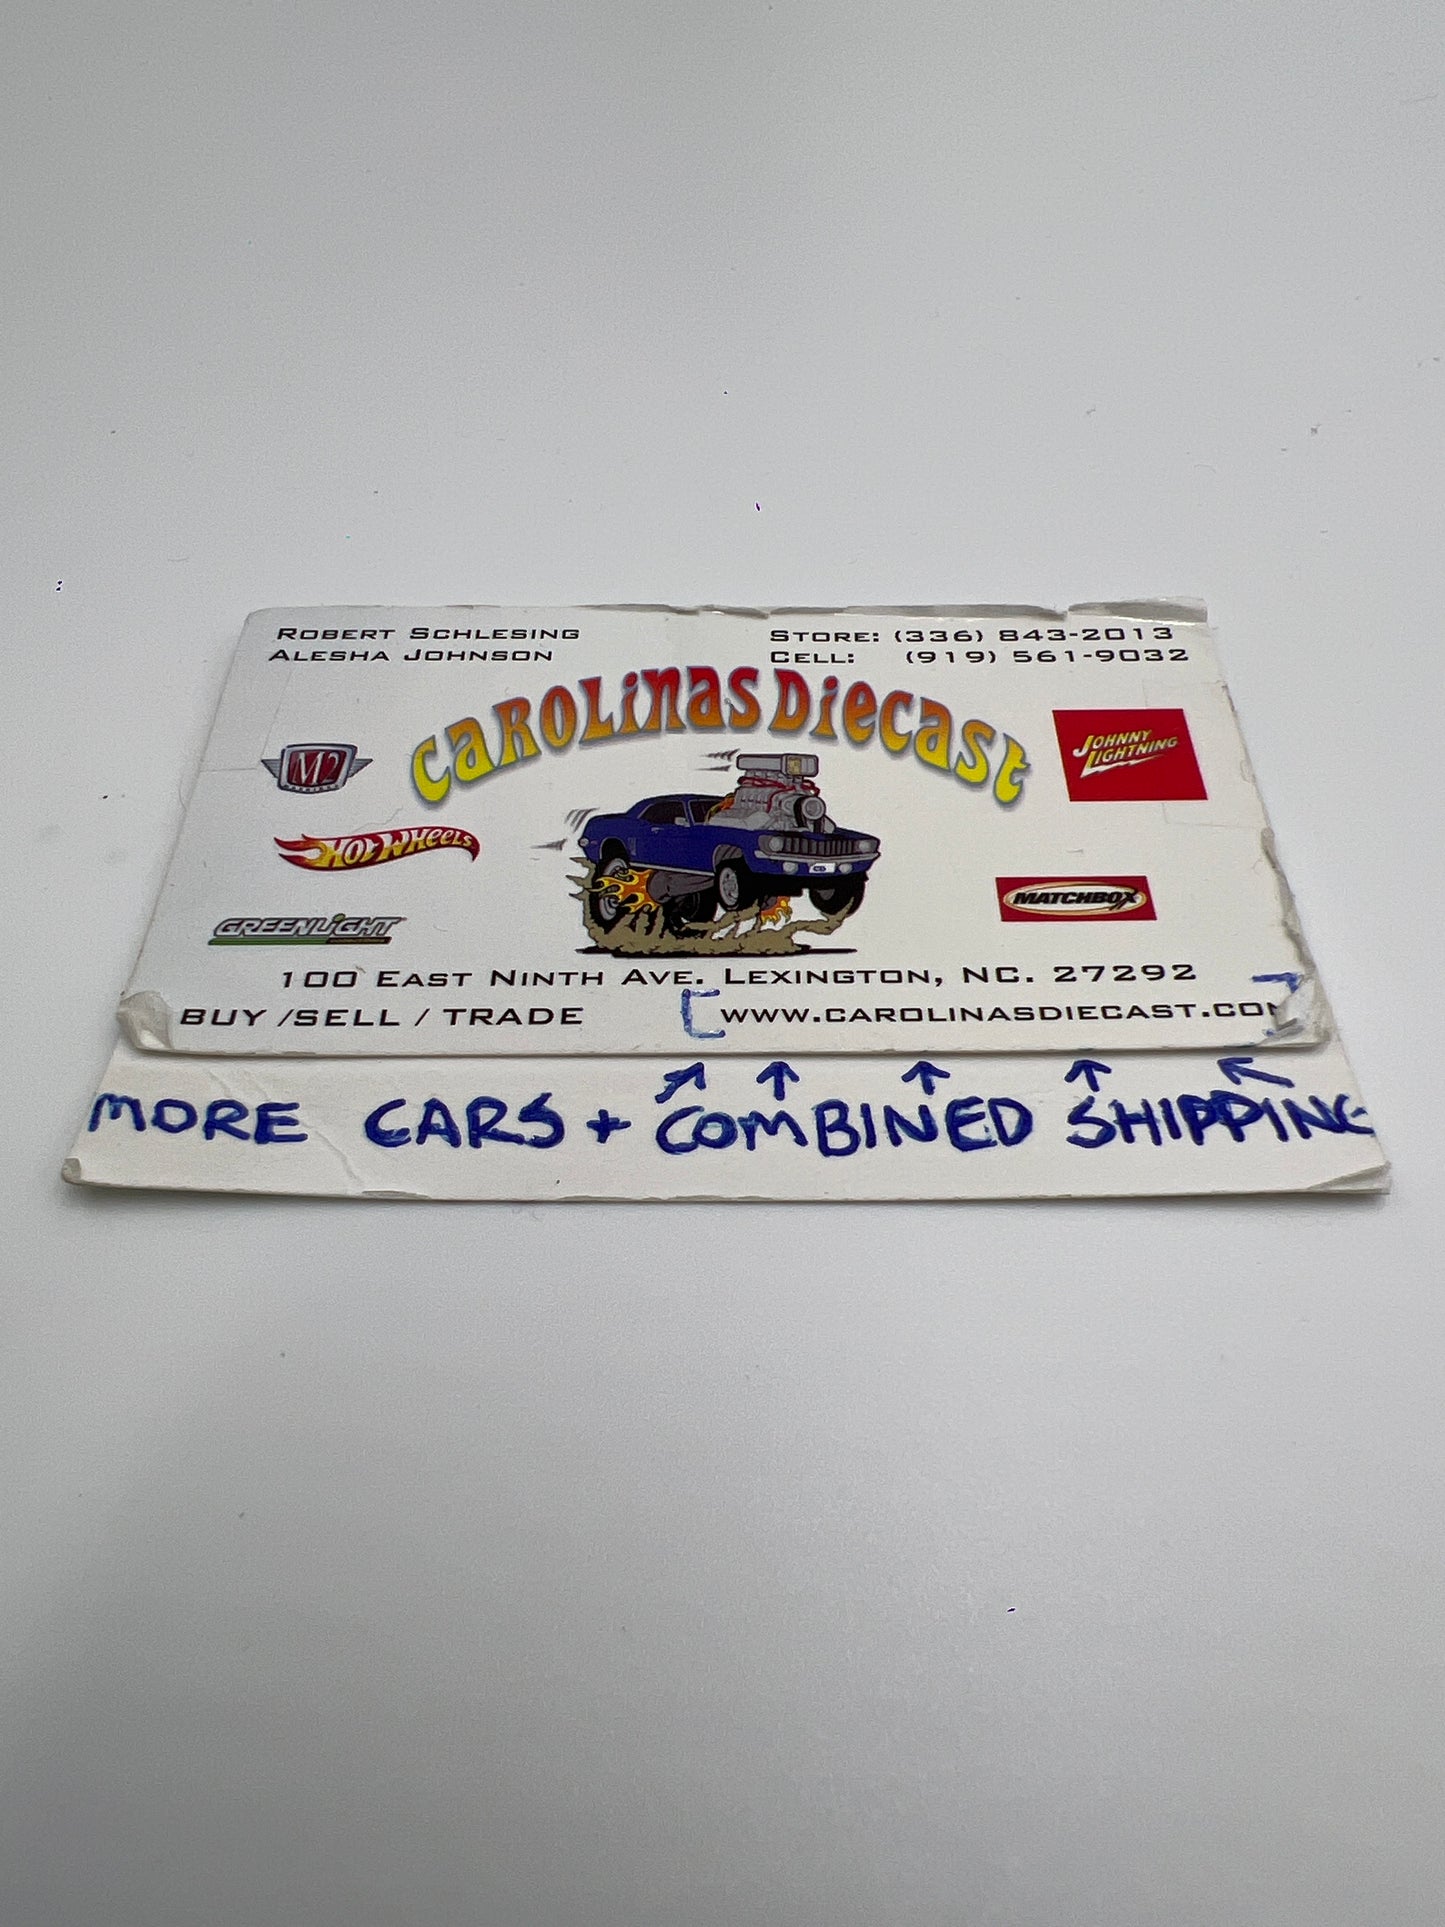 ROBERT SCHLESING
ALESHA JOHNSON
STORE: (336) 843-2013
CELL: (919) 561-9032
CAROLINAS DIECAST
M2
JOHNNY LIGHTNING
HOT WHEELS
MATCHBOX
GREENLIGHT
100 EAST NINTH AVE. LEXINGTON, NC. 27292
BUY /SELL / TRADE [WWW.CAROLINASDIECAST.COM]
MORE CARS + COMBINED SHIPPING